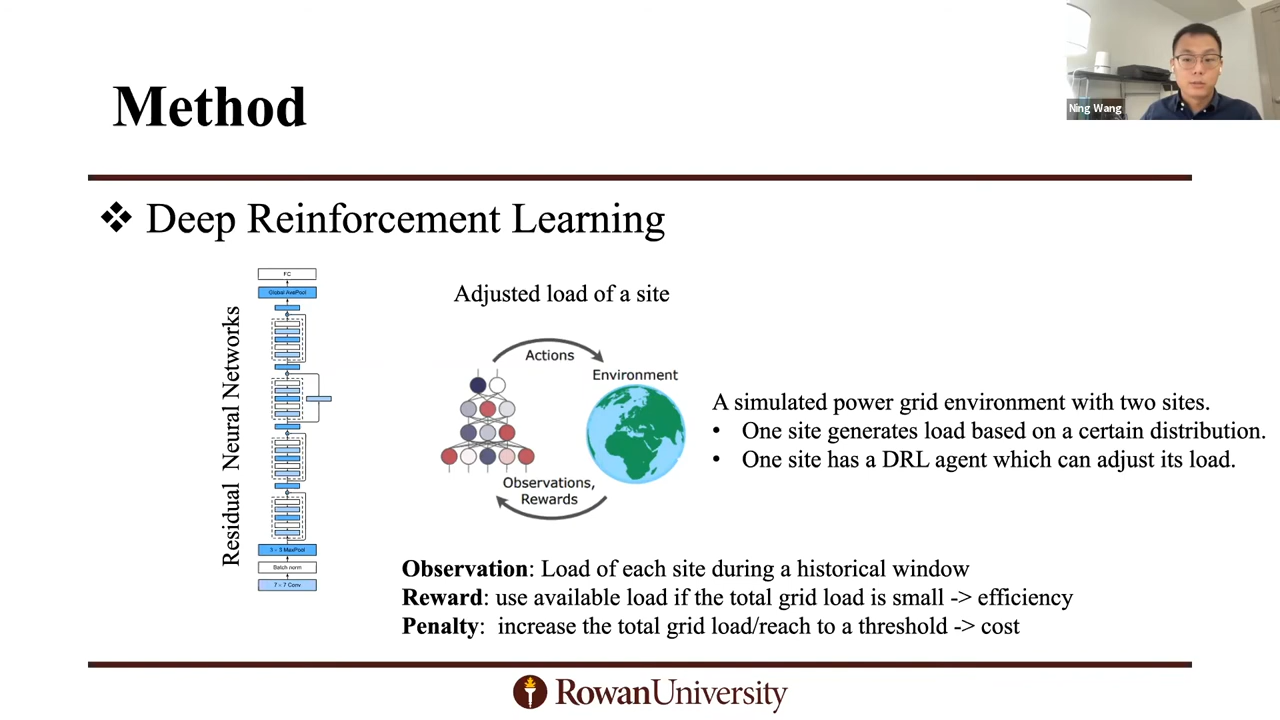 Method
Ning Wang
❖ Deep Reinforcement Learning
Residual Neural Networks
FC
Global AvgPool
3 × 3 MaxPool
Batch norm
7 × 7 Conv
Adjusted load of a site
Actions
Environment
Observations,
Rewards
A simulated power grid environment with two sites.
• One site generates load based on a certain distribution.
• One site has a DRL agent which can adjust its load.
Observation: Load of each site during a historical window
Reward: use available load if the total grid load is small -> efficiency
Penalty: increase the total grid load/reach to a threshold -> cost
RowanUniversity